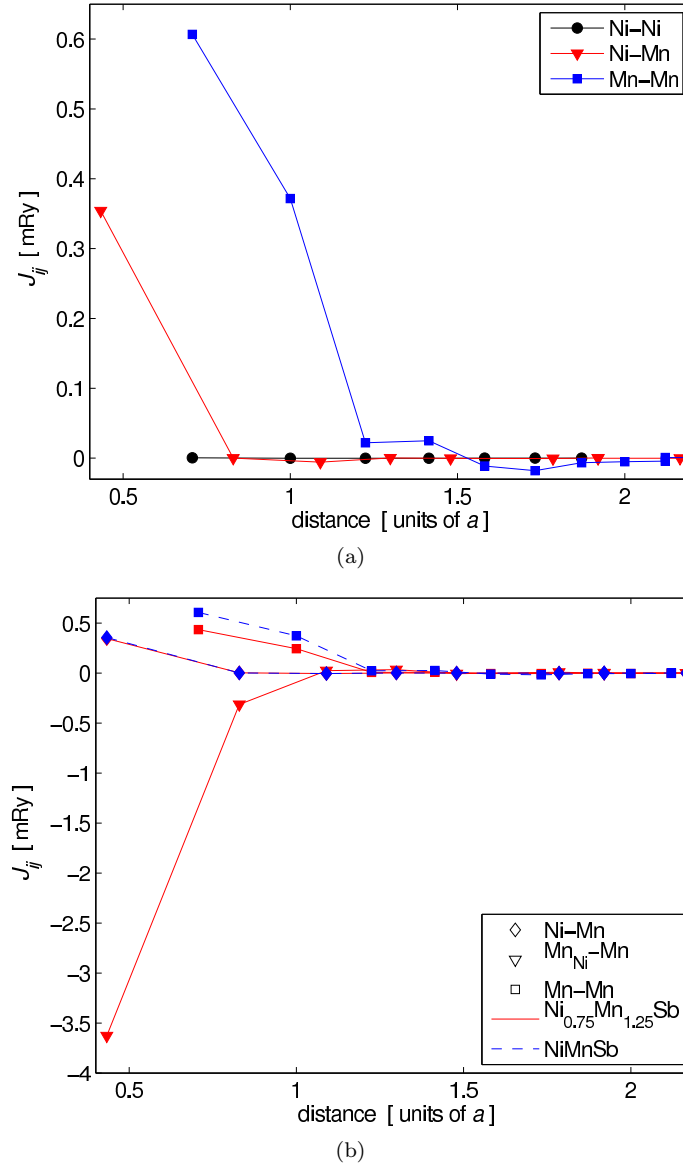 0.6
0.5
0.4
0.3
0.2
0.1
0
J_ij [ mRy ]
Ni−Ni
Ni−Mn
Mn−Mn
0.5 1 1.5 2
distance [ units of a ]
(a)
0.5
0
−0.5
−1
−1.5
−2
−2.5
−3
−3.5
−4
J_ij [ mRy ]
Ni−Mn
Mn_Ni−Mn
Mn−Mn
Ni_0.75Mn_1.25Sb
NiMnSb
0.5 1 1.5 2
distance [ units of a ]
(b)